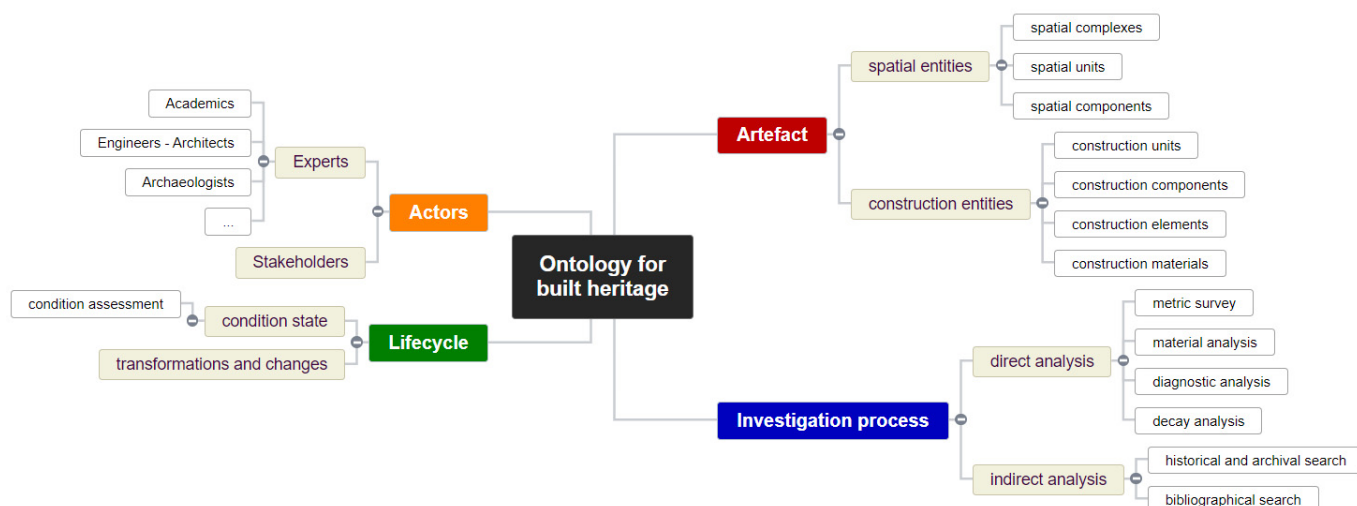 Ontology for
built heritage
Artefact
spatial entities
spatial complexes
spatial units
spatial components
construction entities
construction units
construction components
construction elements
construction materials
Investigation process
direct analysis
metric survey
material analysis
diagnostic analysis
decay analysis
indirect analysis
historical and archival search
bibliographical search
Actors
Experts
Academics
Engineers - Architects
Archaeologists
...
Stakeholders
Lifecycle
condition state
condition assessment
transformations and changes